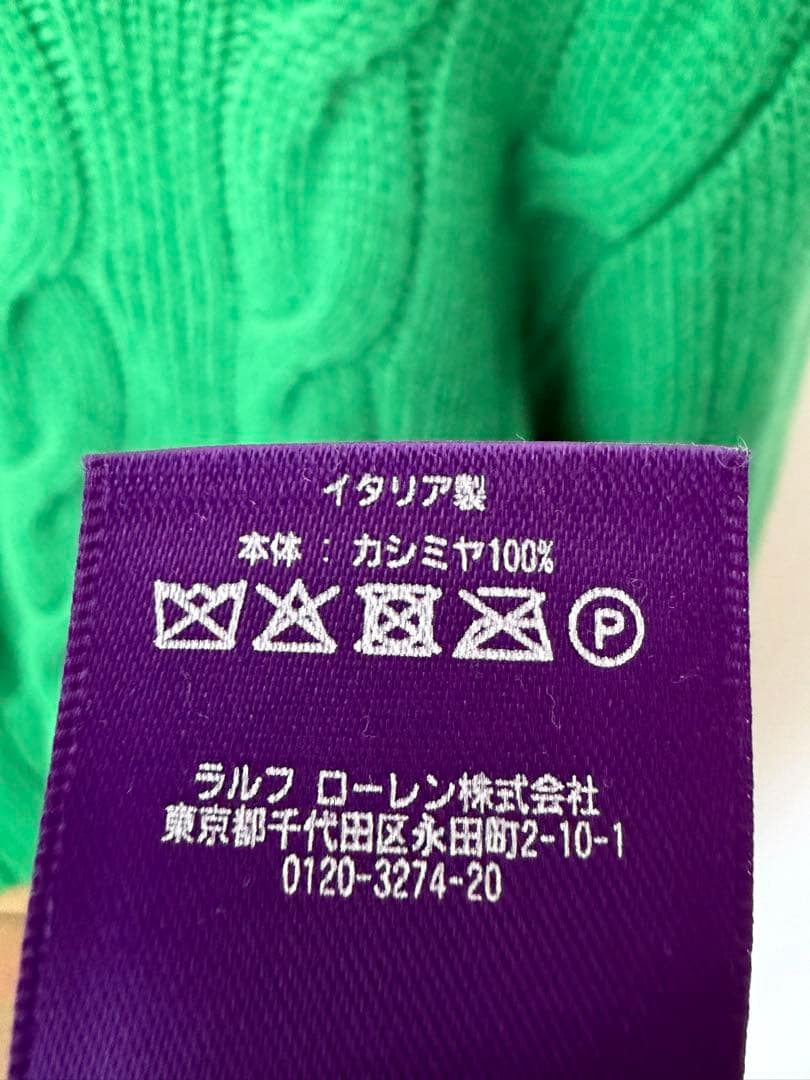 イタリア製
本体 : カシミヤ100%
P
ラルフ ローレン株式会社
東京都千代田区永田町2-10-1
0120-3274-20